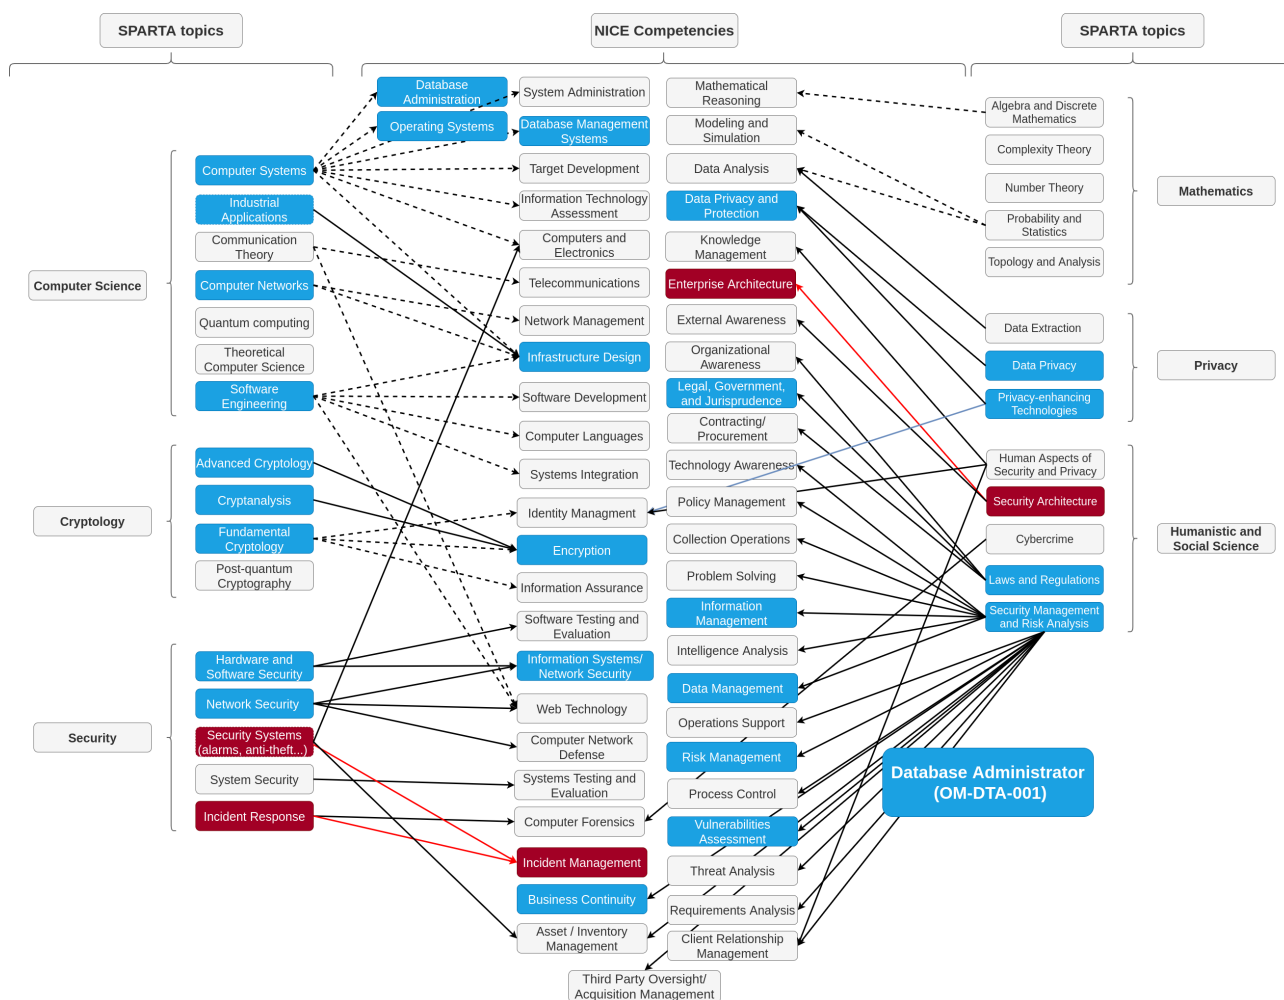 SPARTA topics
NICE Competencies
SPARTA topics
Computer Science
Computer Systems
Industrial
Applications
Communication
Theory
Computer Networks
Quantum computing
Theoretical
Computer Science
Software
Engineering
Cryptology
Advanced Cryptology
Cryptanalysis
Fundamental
Cryptology
Post-quantum
Cryptography
Security
Hardware and
Software Security
Network Security
Security Systems
(alarms, anti-theft...)
System Security
Incident Response
Database
Administration
Operating Systems
System Administration
Database Management
Systems
Target Development
Information Technology
Assessment
Computers and
Electronics
Telecommunications
Network Management
Infrastructure Design
Software Development
Computer Languages
Systems Integration
Identity Managment
Encryption
Information Assurance
Software Testing and
Evaluation
Information Systems/
Network Security
Web Technology
Computer Network
Defense
Systems Testing and
Evaluation
Computer Forensics
Incident Management
Business Continuity
Asset / Inventory
Management
Third Party Oversight/
Acquisition Management
Mathematical
Reasoning
Modeling and
Simulation
Data Analysis
Data Privacy and
Protection
Knowledge
Management
Enterprise Architecture
External Awareness
Organizational
Awareness
Legal, Government,
and Jurisprudence
Contracting/
Procurement
Technology Awareness
Policy Management
Collection Operations
Problem Solving
Information
Management
Intelligence Analysis
Data Management
Operations Support
Risk Management
Process Control
Vulnerabilities
Assessment
Threat Analysis
Requirements Analysis
Client Relationship
Management
Algebra and Discrete
Mathematics
Complexity Theory
Number Theory
Probability and
Statistics
Topology and Analysis
Mathematics
Data Extraction
Data Privacy
Privacy-enhancing
Technologies
Privacy
Human Aspects of
Security and Privacy
Security Architecture
Cybercrime
Laws and Regulations
Security Management
and Risk Analysis
Humanistic and
Social Science
Database Administrator
(OM-DTA-001)